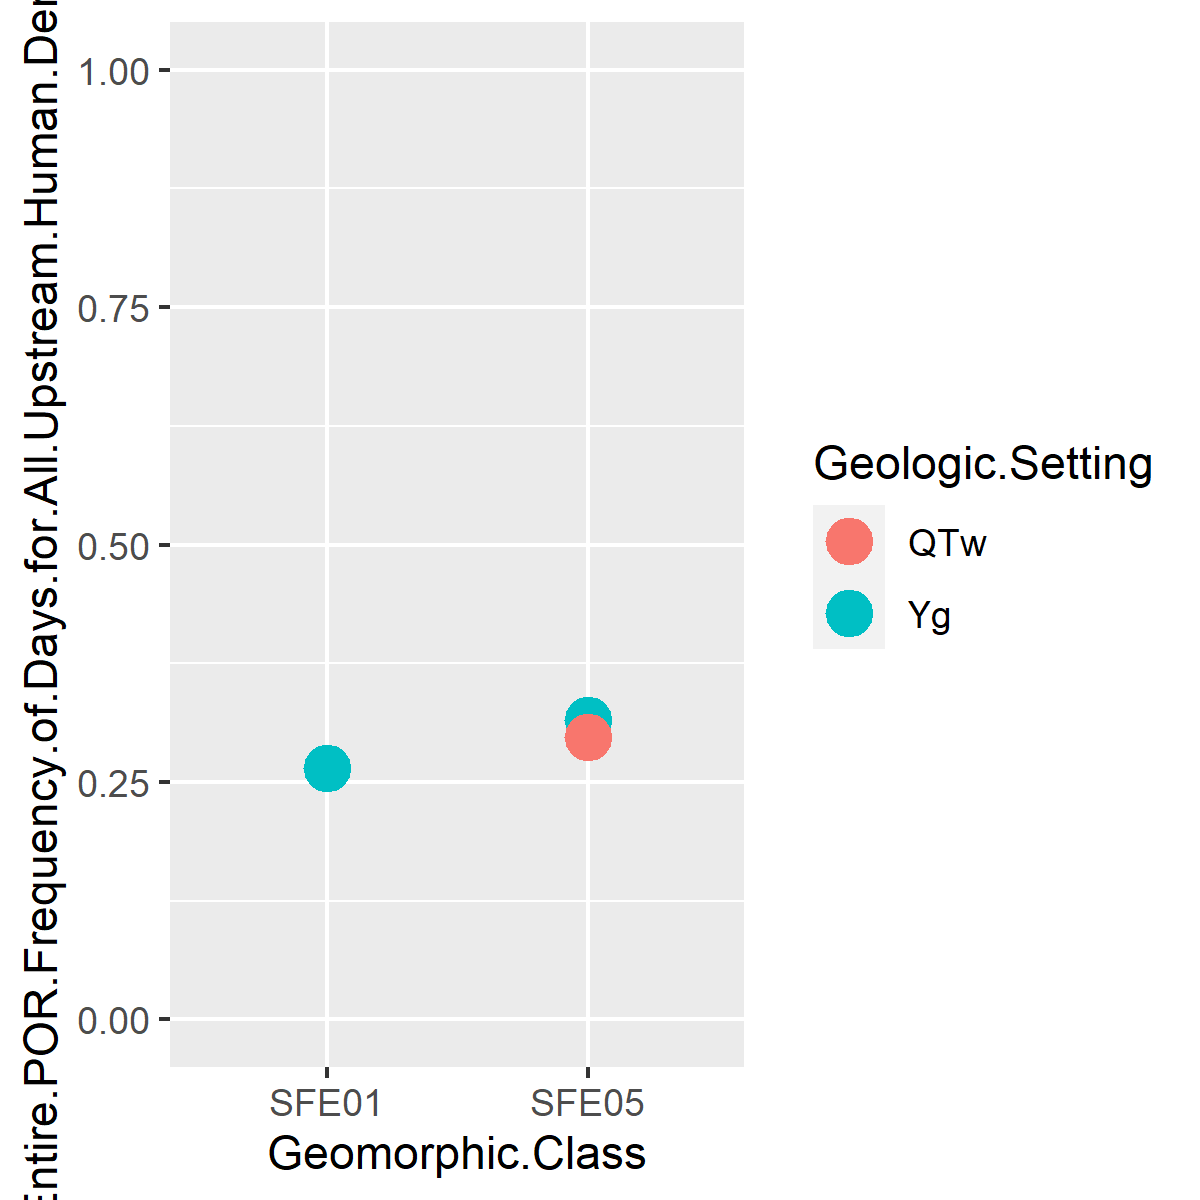 Entire.POR.Frequency.of.Days.for.All.Upstream.Human.Der
1.00
0.75
0.50
0.25
0.00
SFE01
SFE05
Geomorphic.Class
Geologic.Setting
QTw
Yg